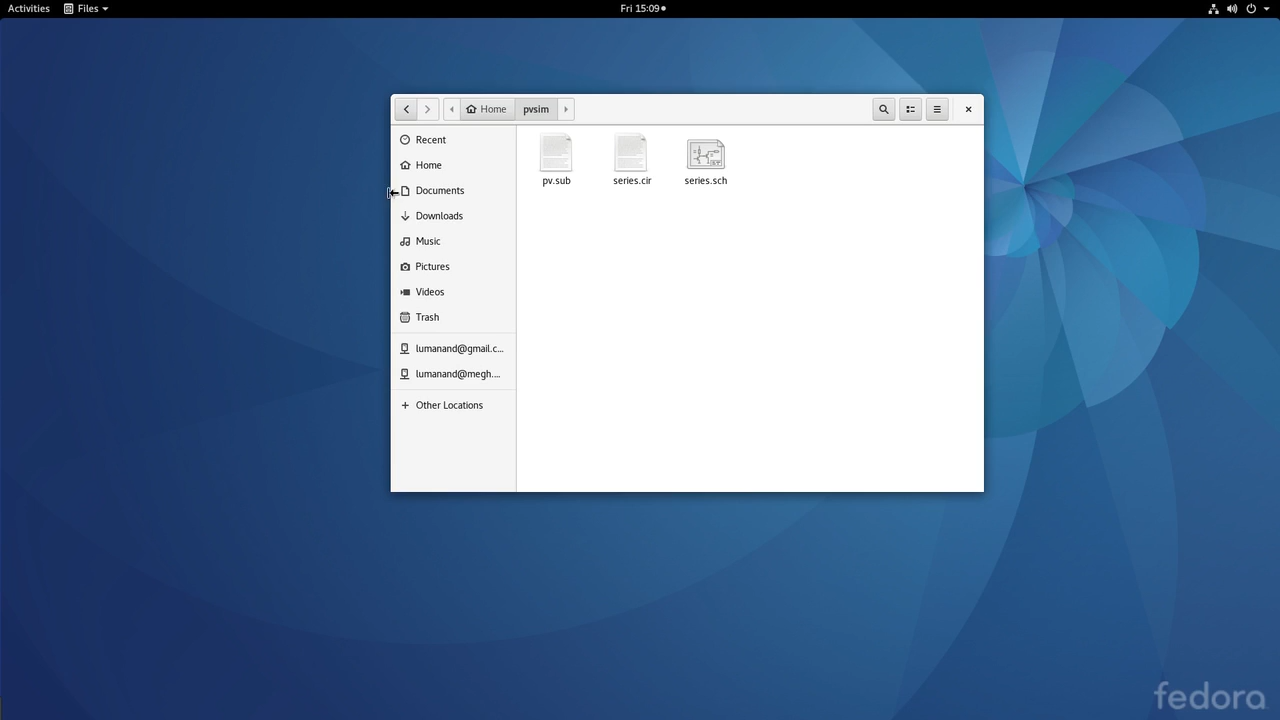 Activities Files Fri 15:09
Home pvsim
Recent
Home
Documents
Downloads
Music
Pictures
Videos
Trash
lumanand@gmail.c...
lumanand@megh....
Other Locations
pv.sub series.cir series.sch
fedora